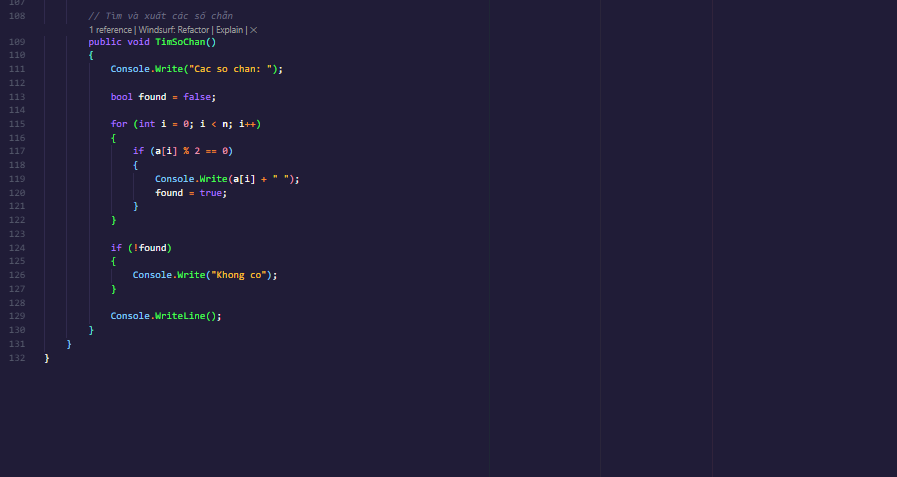 107
108 // Tìm và xuất các số chẵn
1 reference | Windsurf: Refactor | Explain | ✕
109 public void TimSoChan()
110 {
111 Console.Write("Cac so chan: ");
112
113 bool found = false;
114
115 for (int i = 0; i < n; i++)
116 {
117 if (a[i] % 2 == 0)
118 {
119 Console.Write(a[i] + " ");
120 found = true;
121 }
122 }
123
124 if (!found)
125 {
126 Console.Write("Khong co");
127 }
128
129 Console.WriteLine();
130 }
131 }
132 }